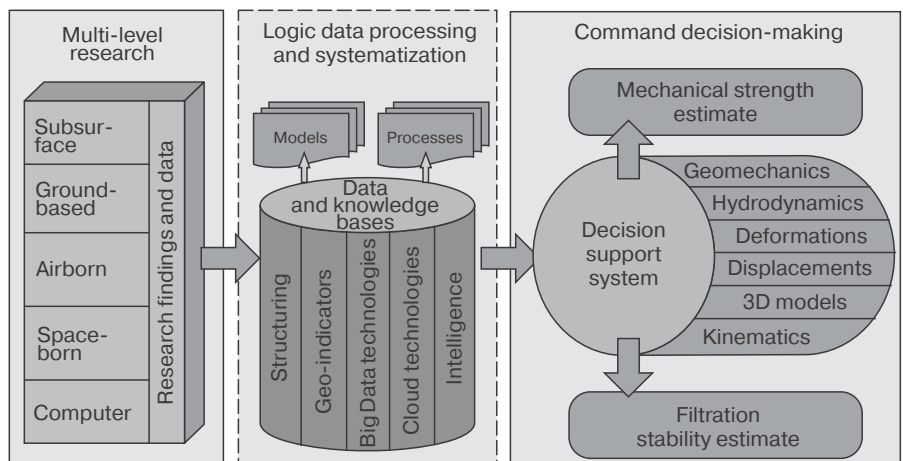 Multi-level
research
Subsur-
face
Ground-
based
Airborn
Space-
born
Computer
Research findings and data
Logic data processing
and systematization
Models
Processes
Data
and knowledge
bases
Structuring
Geo-indicators
Big Data technologies
Cloud technologies
Intelligence
Command decision-making
Mechanical strength
estimate
Decision
support
system
Geomechanics
Hydrodynamics
Deformations
Displacements
3D models
Kinematics
Filtration
stability estimate